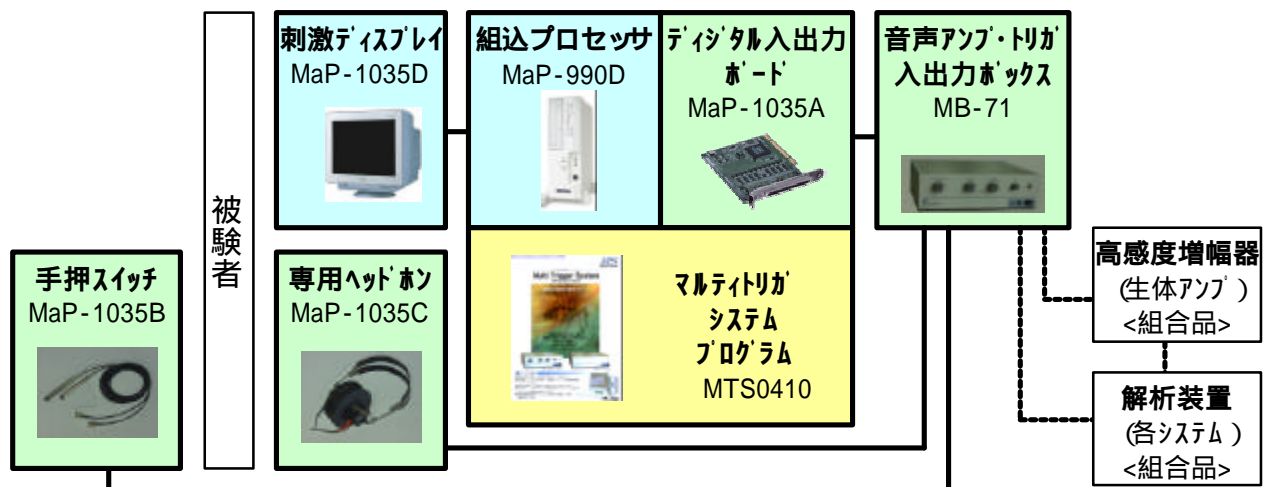 刺激ディスプレイ
MaP-1035D
組込プロセッサ
MaP-990D
ディジタル入出力
ボード
MaP-1035A
音声アンプ・トリガ
入出力ボックス
MB-71
被験者
手押スイッチ
MaP-1035B
専用ヘッドホン
MaP-1035C
Multi Trigger System
マルティトリガ
システム
プログラム
MTS0410
高感度増幅器
(生体アンプ)
<組合品>
解析装置
(各システム)
<組合品>